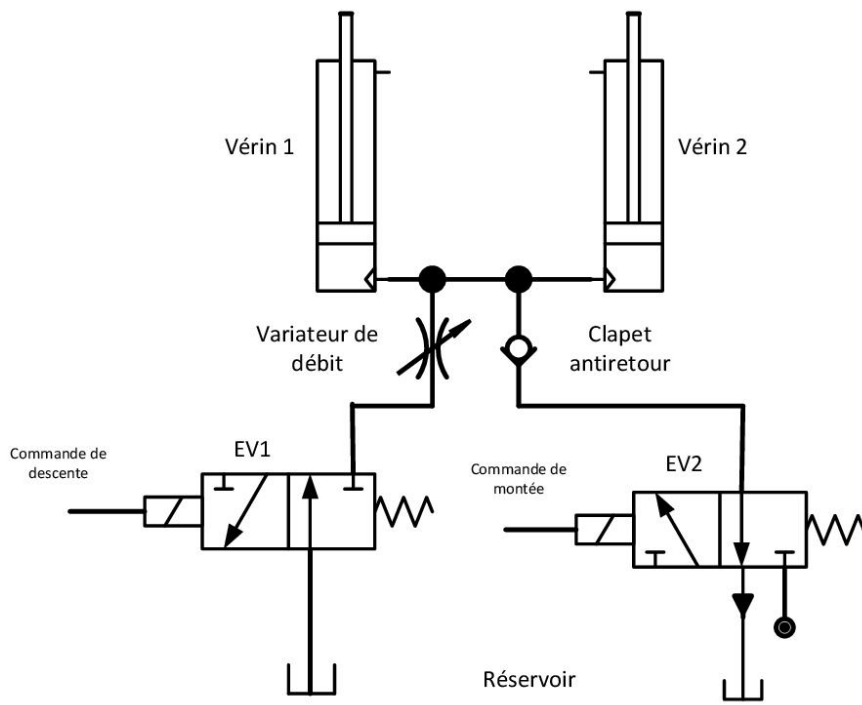 Vérin 1
Vérin 2
Variateur de
débit
Clapet
antiretour
Commande de
descente
EV1
Commande de
montée
EV2
Réservoir